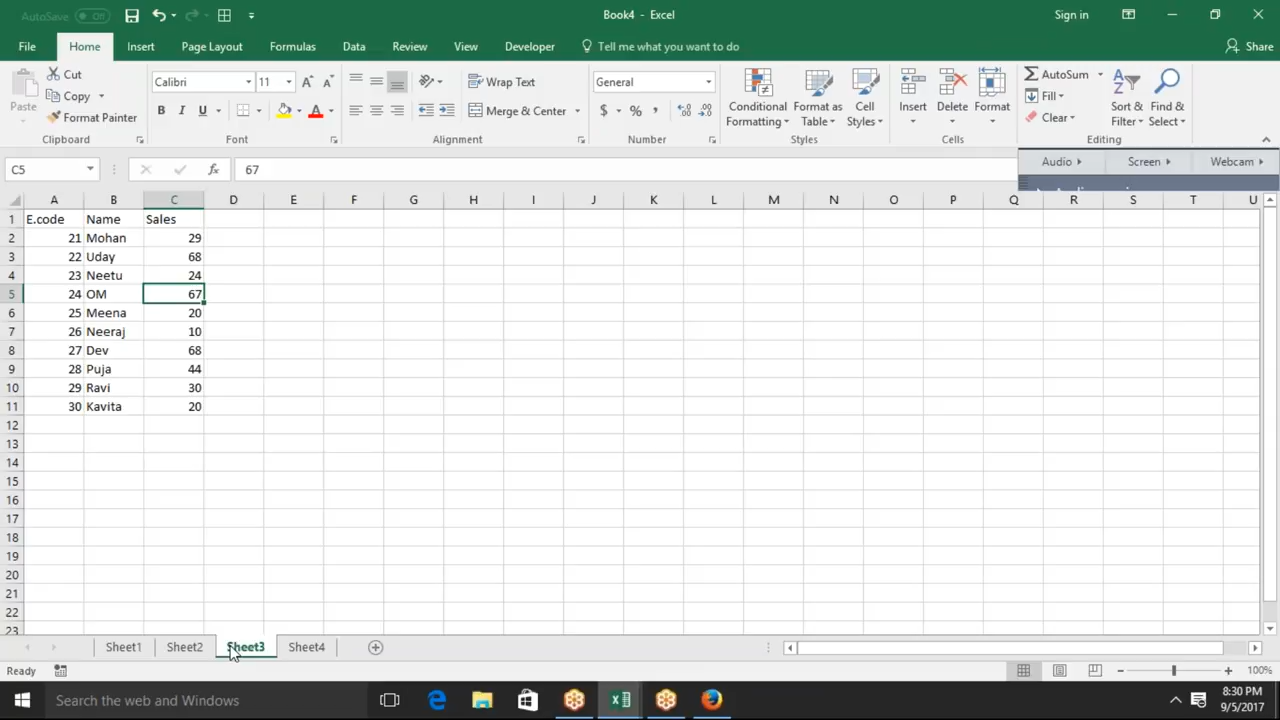 AutoSave Off Book4 - Excel Sign in
File Home Insert Page Layout Formulas Data Review View Developer Tell me what you want to do Share
Paste Cut Copy Format Painter Clipboard
Calibri 11 B I U A Font
Wrap Text Merge & Center Alignment
General $ % , Number
Conditional Formatting Format as Table Cell Styles Styles
Insert Delete Format Cells
AutoSum Fill Clear Sort & Filter Find & Select Editing
C5 fx 67
Audio Screen Webcam
A B C D E F G H I J K L M N O P Q R S T U
1 E.code Name Sales
2 21 Mohan 29
3 22 Uday 68
4 23 Neetu 24
5 24 OM 67
6 25 Meena 20
7 26 Neeraj 10
8 27 Dev 68
9 28 Puja 44
10 29 Ravi 30
11 30 Kavita 20
12
13
14
15
16
17
18
19
20
21
22
23
Sheet1 Sheet2 Sheet3 Sheet4
Ready 100%
Search the web and Windows 8:30 PM
9/5/2017